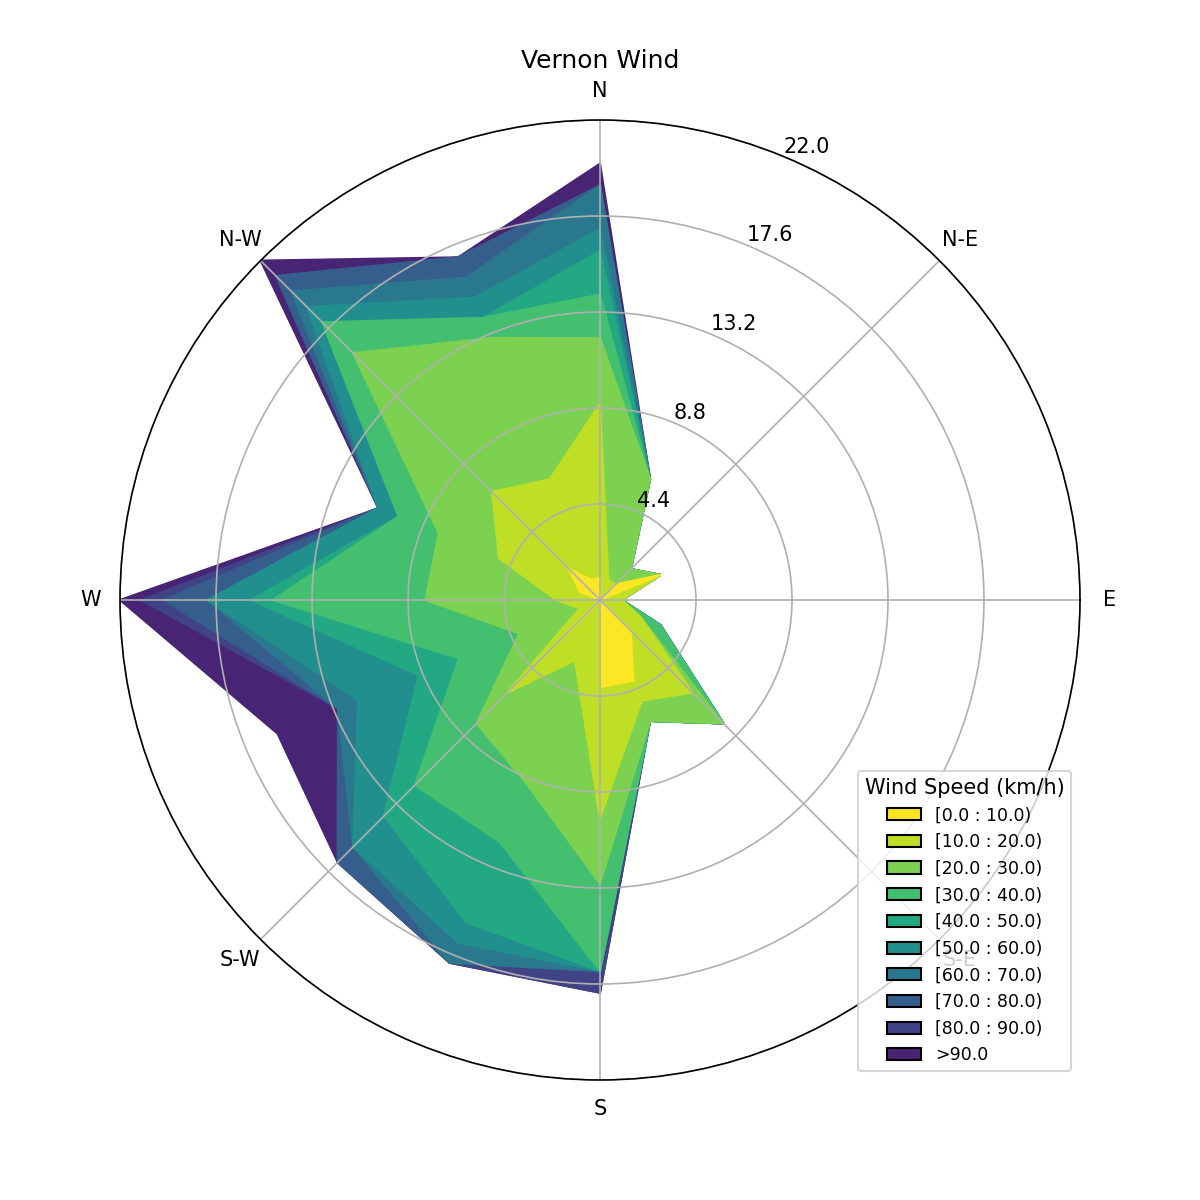 Vernon Wind
N
22.0
N-W
17.6
N-E
13.2
8.8
4.4
W
E
Wind Speed (km/h)
[0.0 : 10.0)
[10.0 : 20.0)
[20.0 : 30.0)
[30.0 : 40.0)
[40.0 : 50.0)
[50.0 : 60.0)
S-W
S-E
[60.0 : 70.0)
[70.0 : 80.0)
[80.0 : 90.0)
>90.0
S